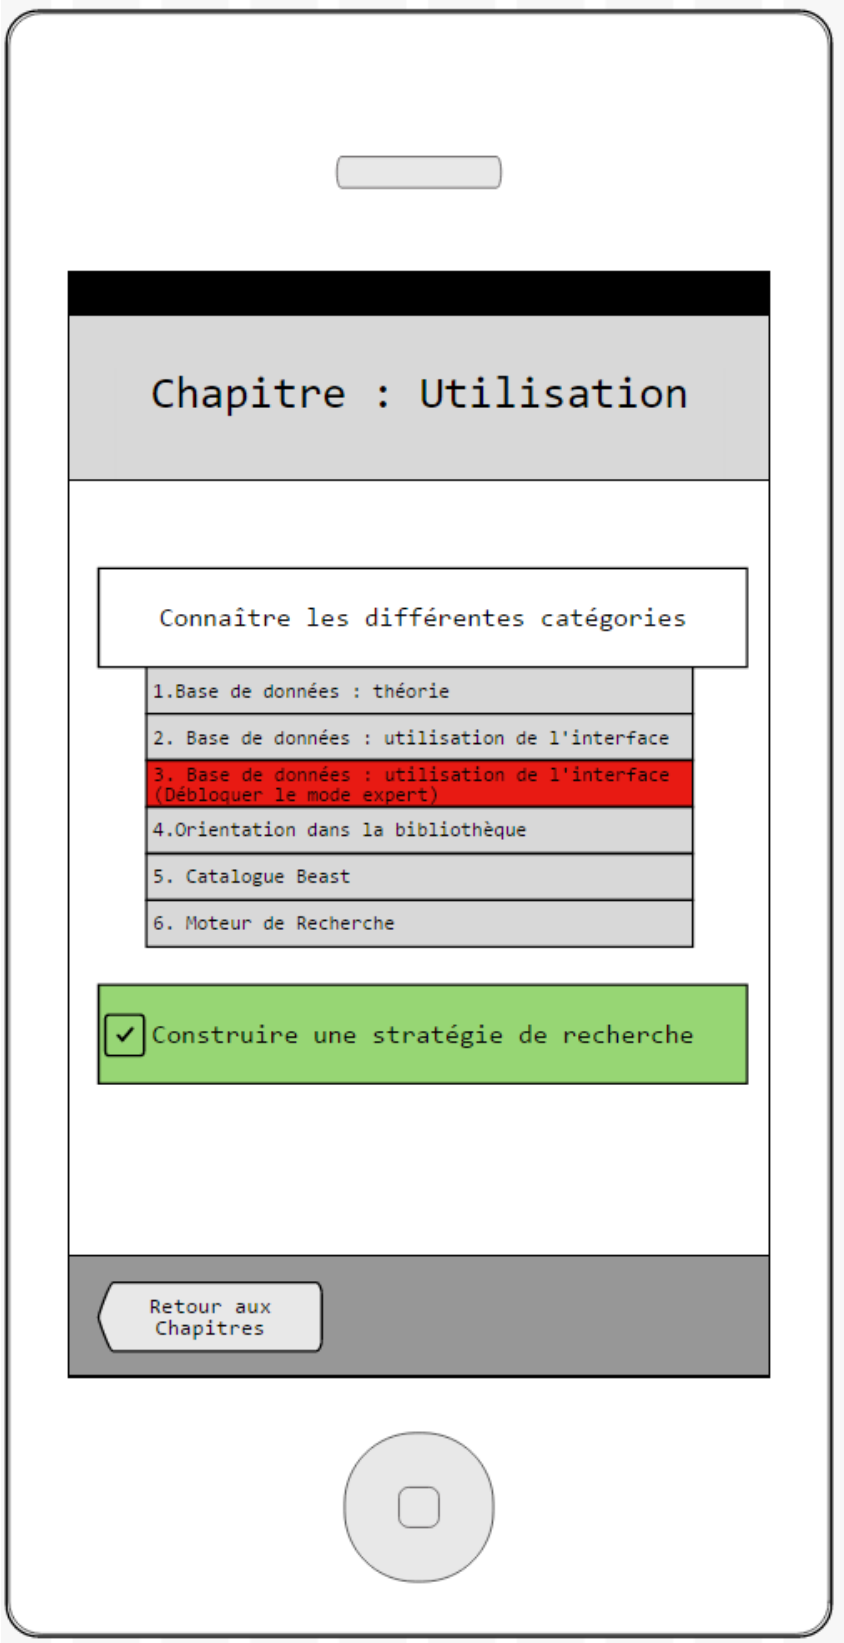 Chapitre : Utilisation
Connaître les différentes catégories
1.Base de données : théorie
2. Base de données : utilisation de l'interface
3. Base de données : utilisation de l'interface
(Débloquer le mode expert)
4.Orientation dans la bibliothèque
5. Catalogue Beast
6. Moteur de Recherche
Construire une stratégie de recherche
Retour aux
Chapitres